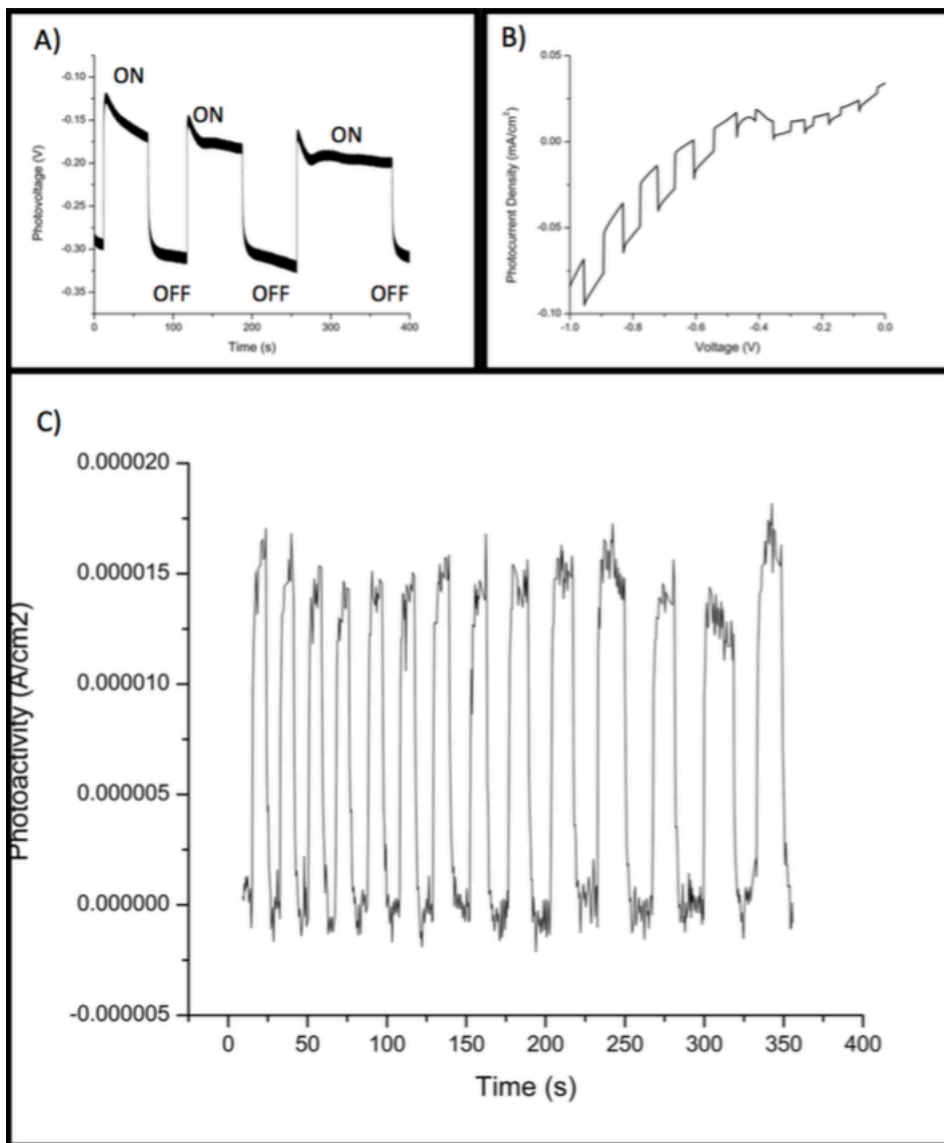 A)
ON
ON
ON
OFF
OFF
OFF
-0.10
-0.15
-0.20
-0.25
-0.30
-0.35
Photovoltage (V)
0
100
200
300
400
Time (s)
B)
0.05
0.00
-0.05
-0.10
Photocurrent Density (mA/cm²)
-1.0
-0.8
-0.6
-0.4
-0.2
0.0
Voltage (V)
C)
0.000020
0.000015
0.000010
0.000005
0.000000
-0.000005
Photoactivity (A/cm2)
0
50
100
150
200
250
300
350
400
Time (s)